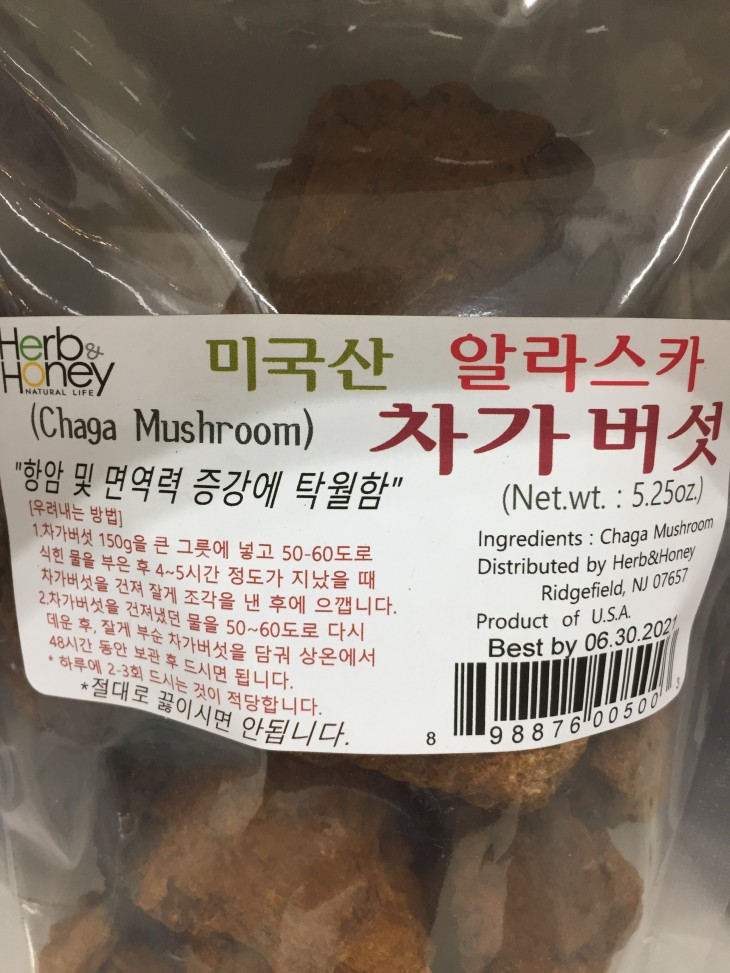 Herb & Honey
NATURAL LIFE
미국산 알라스카
차가버섯
(Chaga Mushroom)
"항암 및 면역력 증강에 탁월함"
(Net.wt. : 5.25oz.)
[우려내는 방법]
1.차가버섯 150g을 큰 그릇에 넣고 50-60도로
식힌 물을 부은 후 4~5시간 정도가 지났을 때
차가버섯을 건져 잘게 조각을 낸 후에 으깹니다.
2.차가버섯을 건져냈던 물을 50~60도로 다시
데운 후, 잘게 부순 차가버섯을 담궈 상온에서
48시간 동안 보관 후 드시면 됩니다.
* 하루에 2-3회 드시는 것이 적당합니다.
*절대로 끓이시면 안됩니다.
Ingredients : Chaga Mushroom
Distributed by Herb&Honey
Ridgefield, NJ 07657
Product of U.S.A.
Best by 06.30.2021
8 98876 00500 3